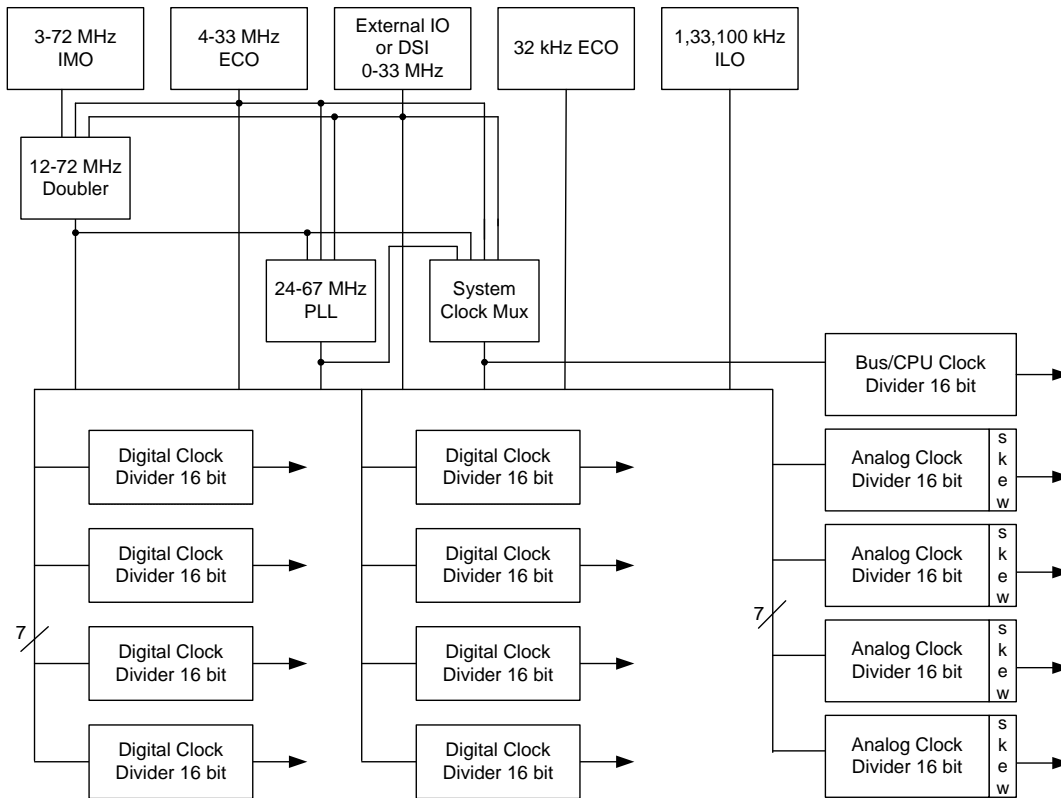 3-72 MHz
IMO
4-33 MHz
ECO
External IO
or DSI
0-33 MHz
32 kHz ECO
1,33,100 kHz
ILO
12-72 MHz
Doubler
24-67 MHz
PLL
System
Clock Mux
Bus/CPU Clock
Divider 16 bit
Digital Clock
Divider 16 bit
Digital Clock
Divider 16 bit
Analog Clock
Divider 16 bit
s
k
e
w
Digital Clock
Divider 16 bit
Digital Clock
Divider 16 bit
Analog Clock
Divider 16 bit
s
k
e
w
7
7
Digital Clock
Divider 16 bit
Digital Clock
Divider 16 bit
Analog Clock
Divider 16 bit
s
k
e
w
Digital Clock
Divider 16 bit
Digital Clock
Divider 16 bit
Analog Clock
Divider 16 bit
s
k
e
w